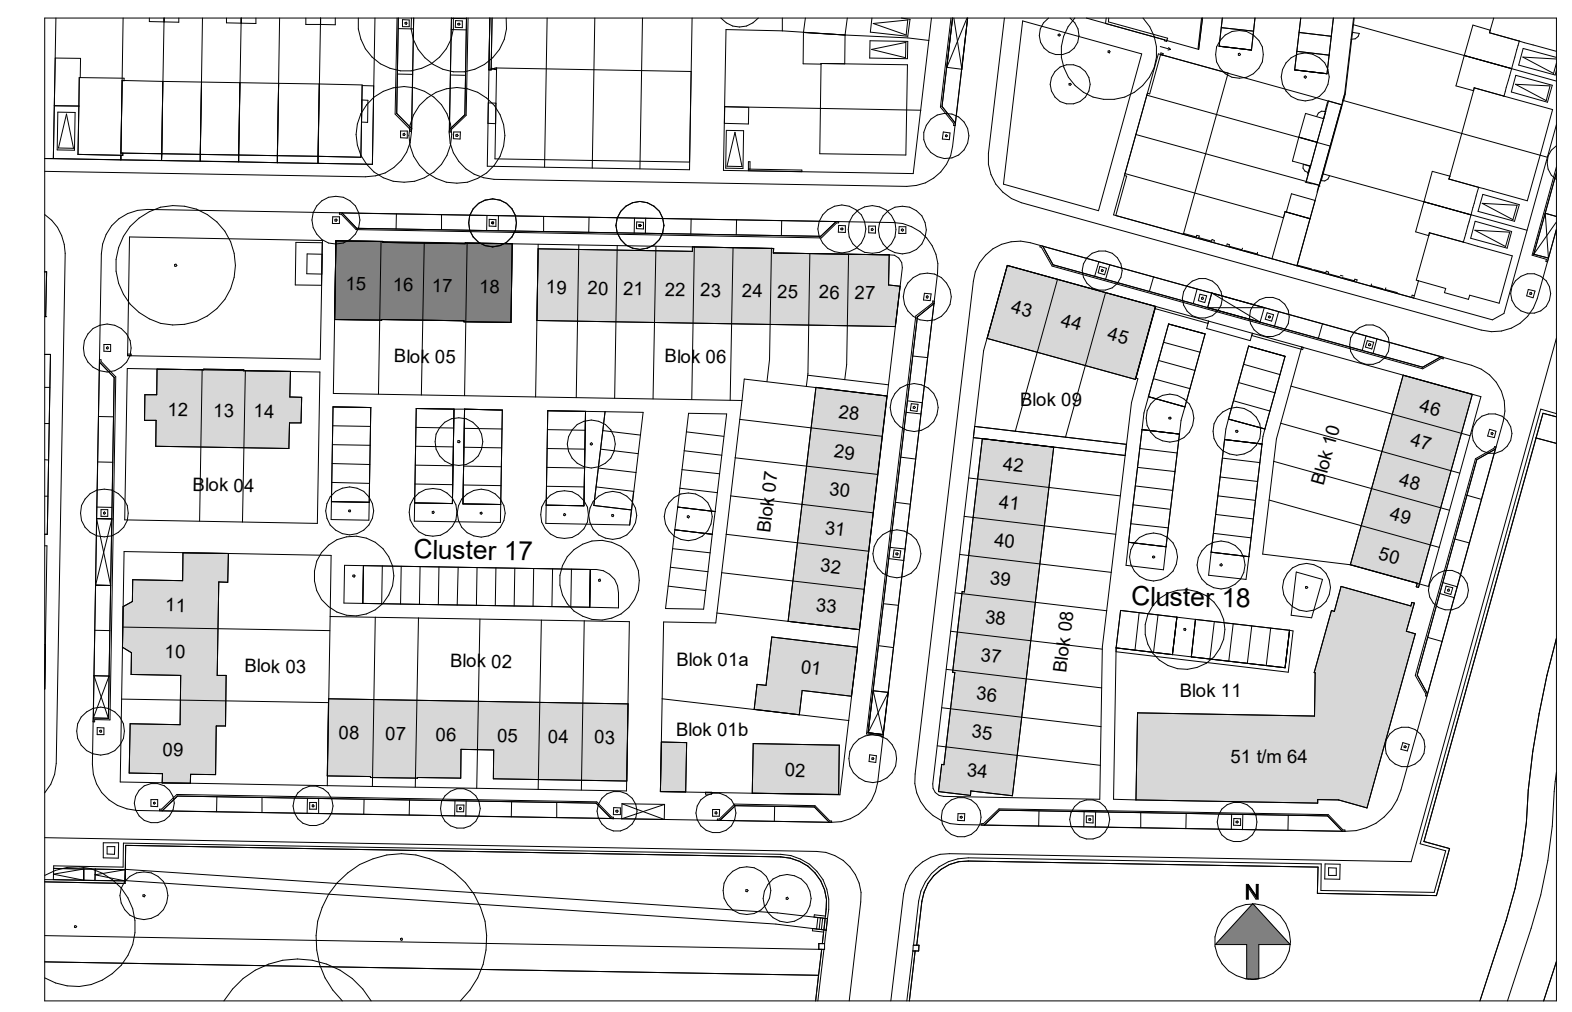 15 16 17 18
19 20 21 22 23 24 25 26 27
Blok 05
Blok 06
12 13 14
Blok 04
28
29
30
31
32
33
Blok 07
Cluster 17
11
10
09
Blok 03
Blok 02
08 07 06 05 04 03
Blok 01a
01
Blok 01b
02
43 44 45
Blok 09
42
41
40
39
38
37
36
35
34
Blok 08
46
47
48
49
50
Blok 10
Cluster 18
Blok 11
51 t/m 64
N